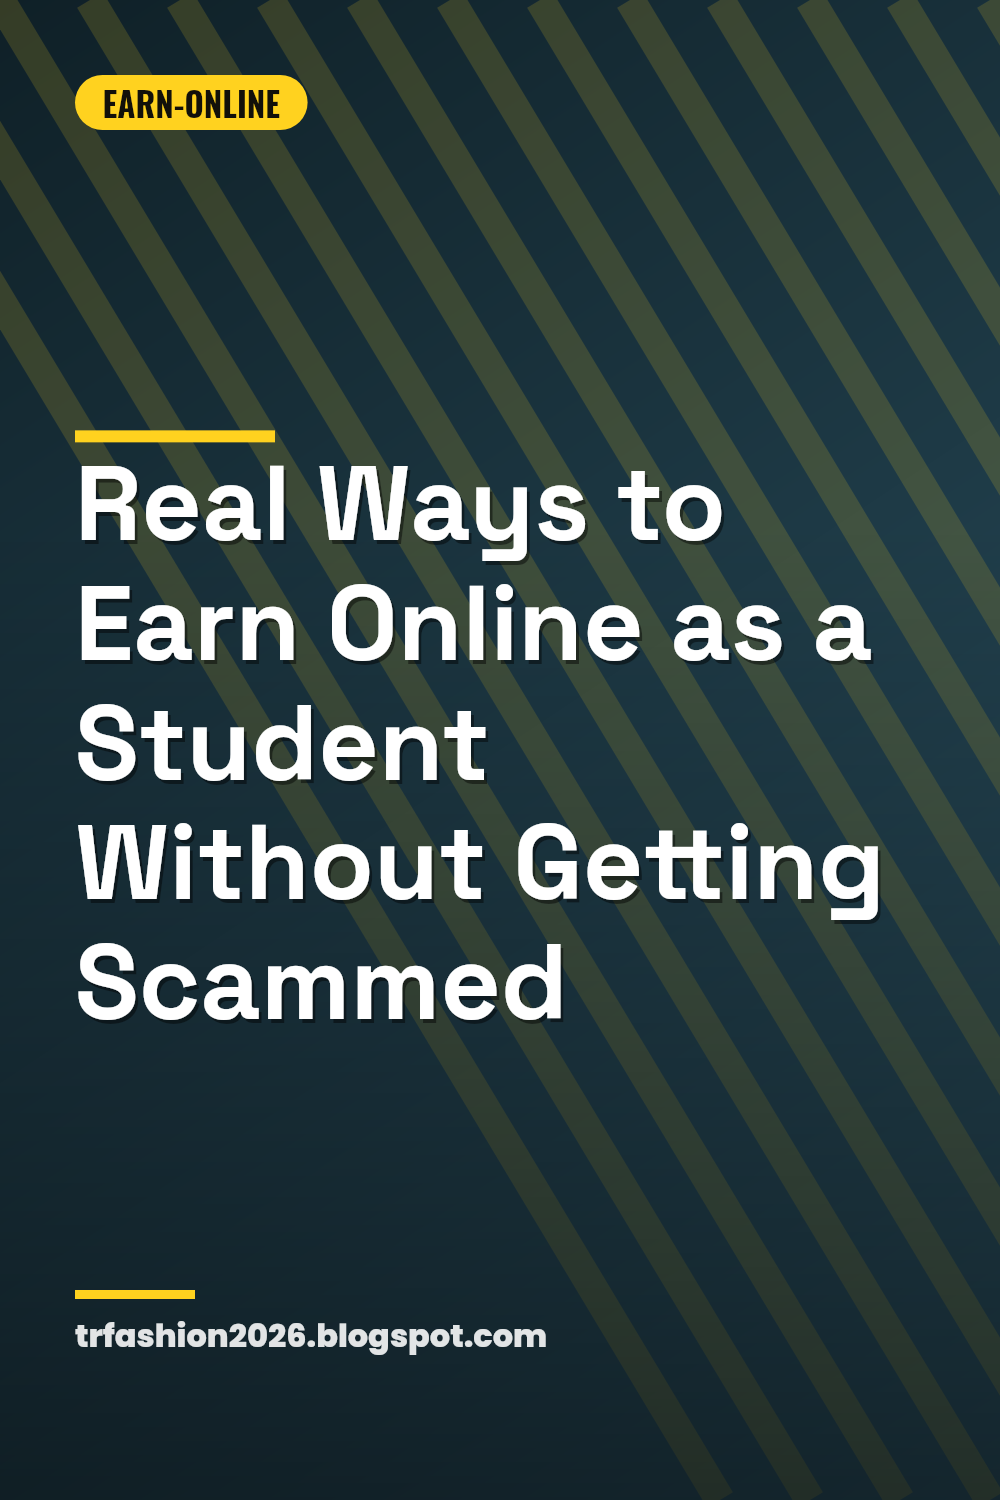 EARN-ONLINE
Real Ways to
Earn Online as a
Student
Without Getting
Scammed
trfashion2026.blogspot.com